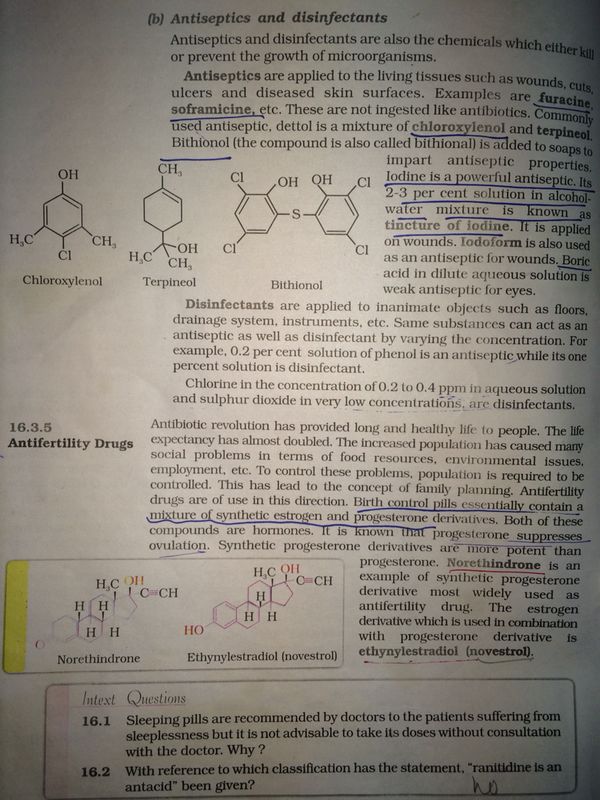 (b) Antiseptics and disinfectants
Antiseptics and disinfectants are also the chemicals which either kill
or prevent the growth of microorganisms.
Antiseptics are applied to the living tissues such as wounds, cuts,
ulcers and diseased skin surfaces. Examples are furacine,
soframicine, etc. These are not ingested like antibiotics. Commonly
used antiseptic, dettol is a mixture of chloroxylenol and terpineol.
Bithionol (the compound is also called bithional) is added to soaps to
impart antiseptic properties.
Iodine is a powerful antiseptic. Its
2-3 per cent solution in alcohol-
water mixture is known as
tincture of iodine. It is applied
on wounds. Iodoform is also used
as an antiseptic for wounds. Boric
acid in dilute aqueous solution is
weak antiseptic for eyes.
OH
H₃C
CH₃
Cl
Chloroxylenol
CH₃
OH
H₃C
CH₃
Terpineol
Cl
OH
OH
Cl
S
Cl
Cl
Bithionol
Disinfectants are applied to inanimate objects such as floors,
drainage system, instruments, etc. Same substances can act as an
antiseptic as well as disinfectant by varying the concentration. For
example, 0.2 per cent solution of phenol is an antiseptic while its one
percent solution is disinfectant.
Chlorine in the concentration of 0.2 to 0.4 ppm in aqueous solution
and sulphur dioxide in very low concentrations, are disinfectants.
16.3.5
Antifertility Drugs
Antibiotic revolution has provided long and healthy life to people. The life
expectancy has almost doubled. The increased population has caused many
social problems in terms of food resources, environmental issues,
employment, etc. To control these problems, population is required to be
controlled. This has lead to the concept of family planning. Antifertility
drugs are of use in this direction. Birth control pills essentially contain a
mixture of synthetic estrogen and progesterone derivatives. Both of these
compounds are hormones. It is known that progesterone suppresses
ovulation. Synthetic progesterone derivatives are more potent than
progesterone. Norethindrone is an
example of synthetic progesterone
derivative most widely used as
antifertility drug. The estrogen
derivative which is used in combination
with progesterone derivative is
ethynylestradiol (novestrol).
H₃C OH
C≡CH
H H
H H
O
Norethindrone
H₃C OH
C≡CH
H
H H
HO
Ethynylestradiol (novestrol)
Intext Questions
16.1 Sleeping pills are recommended by doctors to the patients suffering from
sleeplessness but it is not advisable to take its doses without consultation
with the doctor. Why ?
16.2 With reference to which classification has the statement, "ranitidine is an
antacid" been given?
No